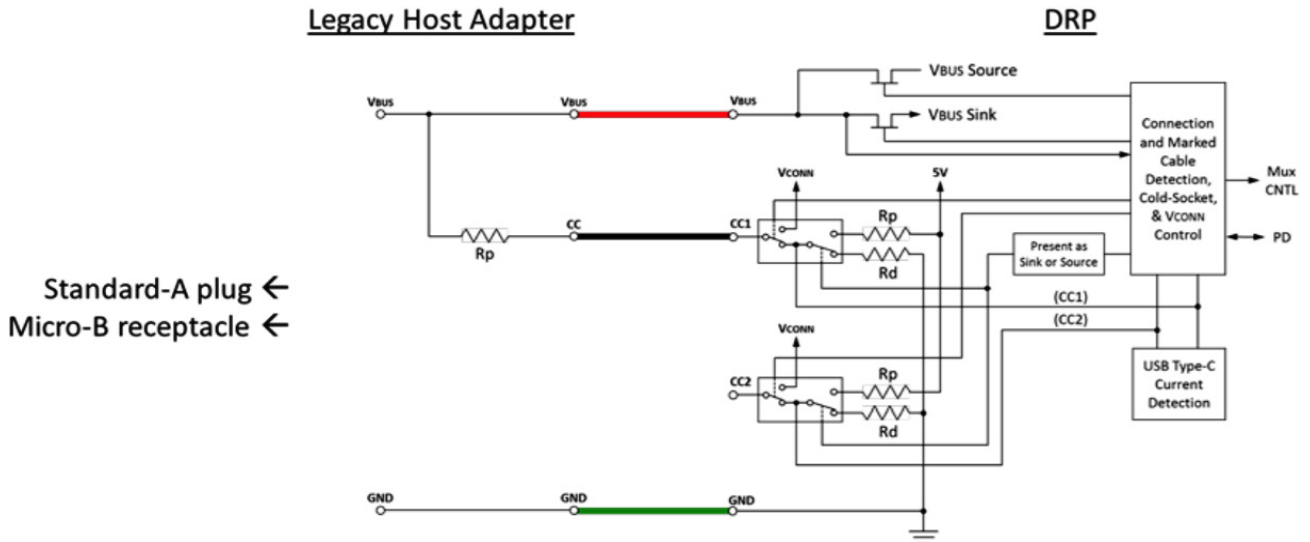 Legacy Host Adapter
DRP
VBUS
VBUS
VBUS
VBUS Source
VBUS Sink
Connection
and Marked
Cable
Detection,
Cold-Socket,
& VCONN
Control
Mux
CNTL
PD
VCONN
5V
CC
CC1
Rp
Rp
Rd
Present as
Sink or Source
Standard-A plug ←
Micro-B receptacle ←
(CC1)
(CC2)
VCONN
CC2
Rp
Rd
USB Type-C
Current
Detection
GND
GND
GND